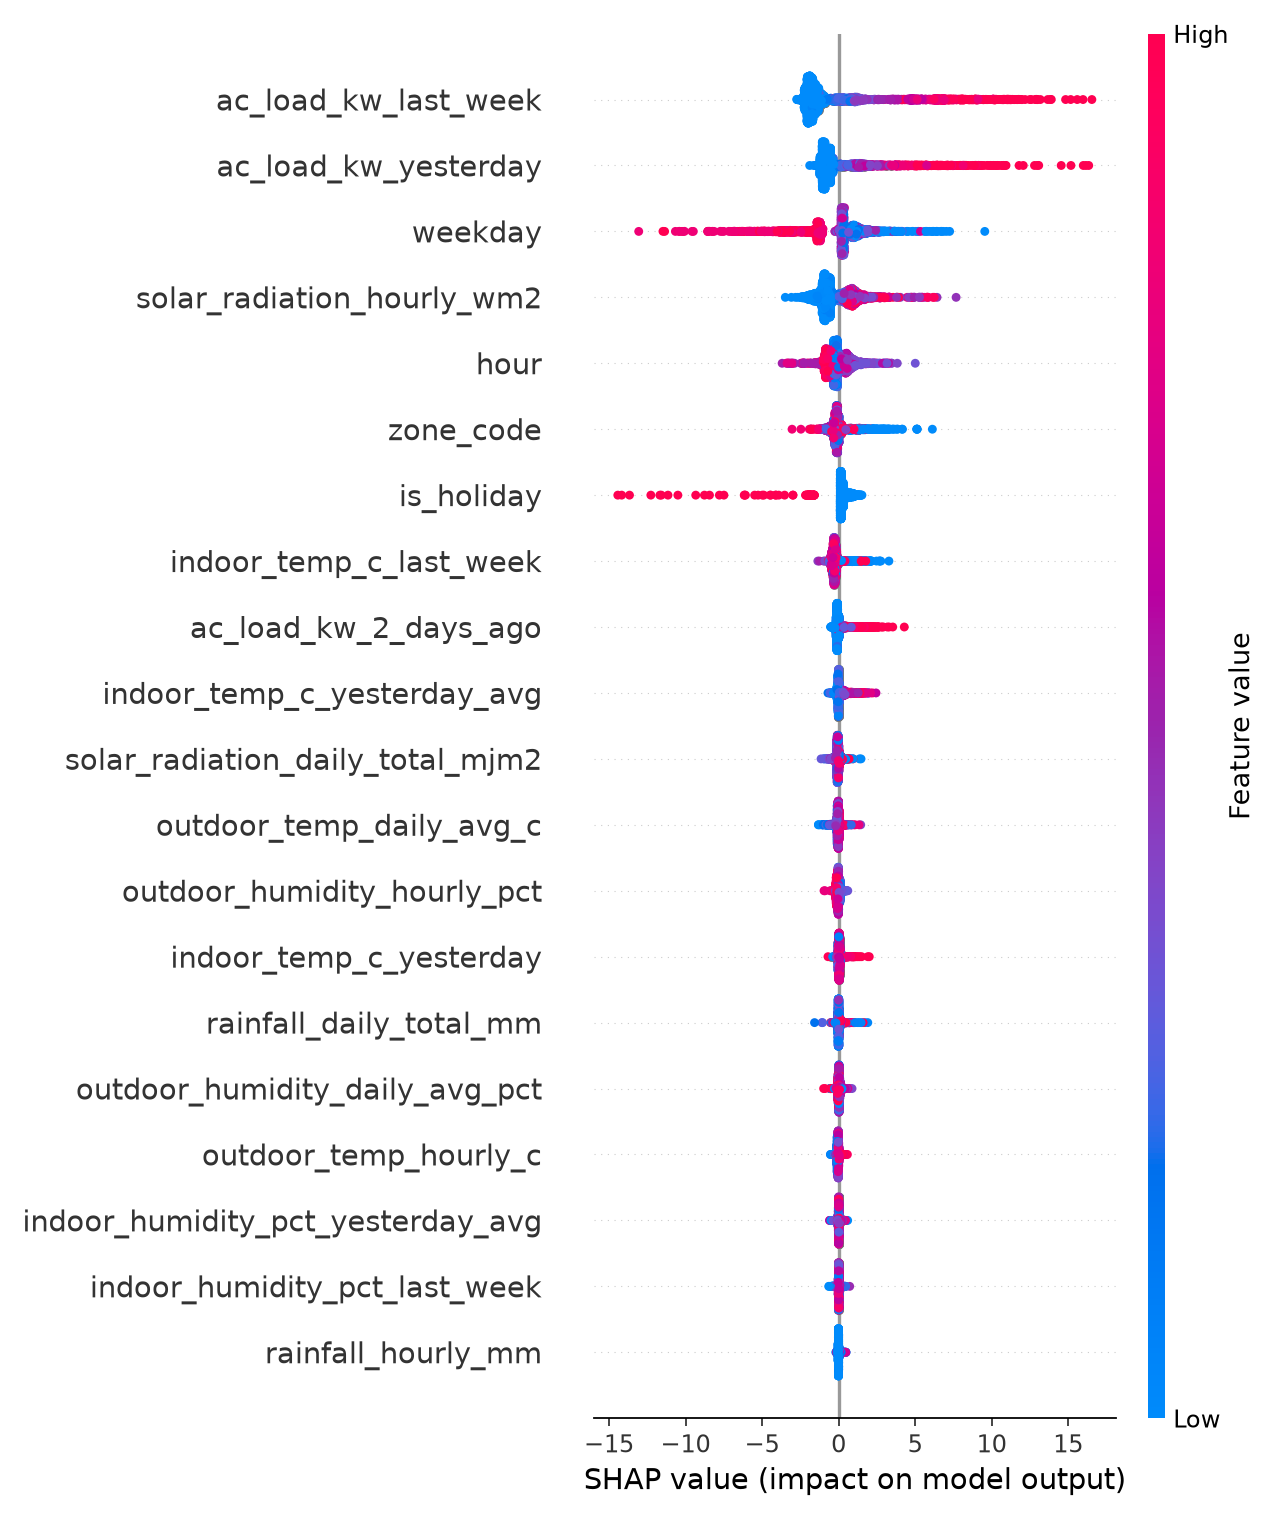 High
ac_load_kw_last_week
ac_load_kw_yesterday
weekday
solar_radiation_hourly_wm2
hour
zone_code
is_holiday
indoor_temp_c_last_week
ac_load_kw_2_days_ago
indoor_temp_c_yesterday_avg
solar_radiation_daily_total_mjm2
outdoor_temp_daily_avg_c
outdoor_humidity_hourly_pct
indoor_temp_c_yesterday
rainfall_daily_total_mm
outdoor_humidity_daily_avg_pct
outdoor_temp_hourly_c
indoor_humidity_pct_yesterday_avg
indoor_humidity_pct_last_week
rainfall_hourly_mm
Feature value
Low
−15 −10 −5 0 5 10 15
SHAP value (impact on model output)